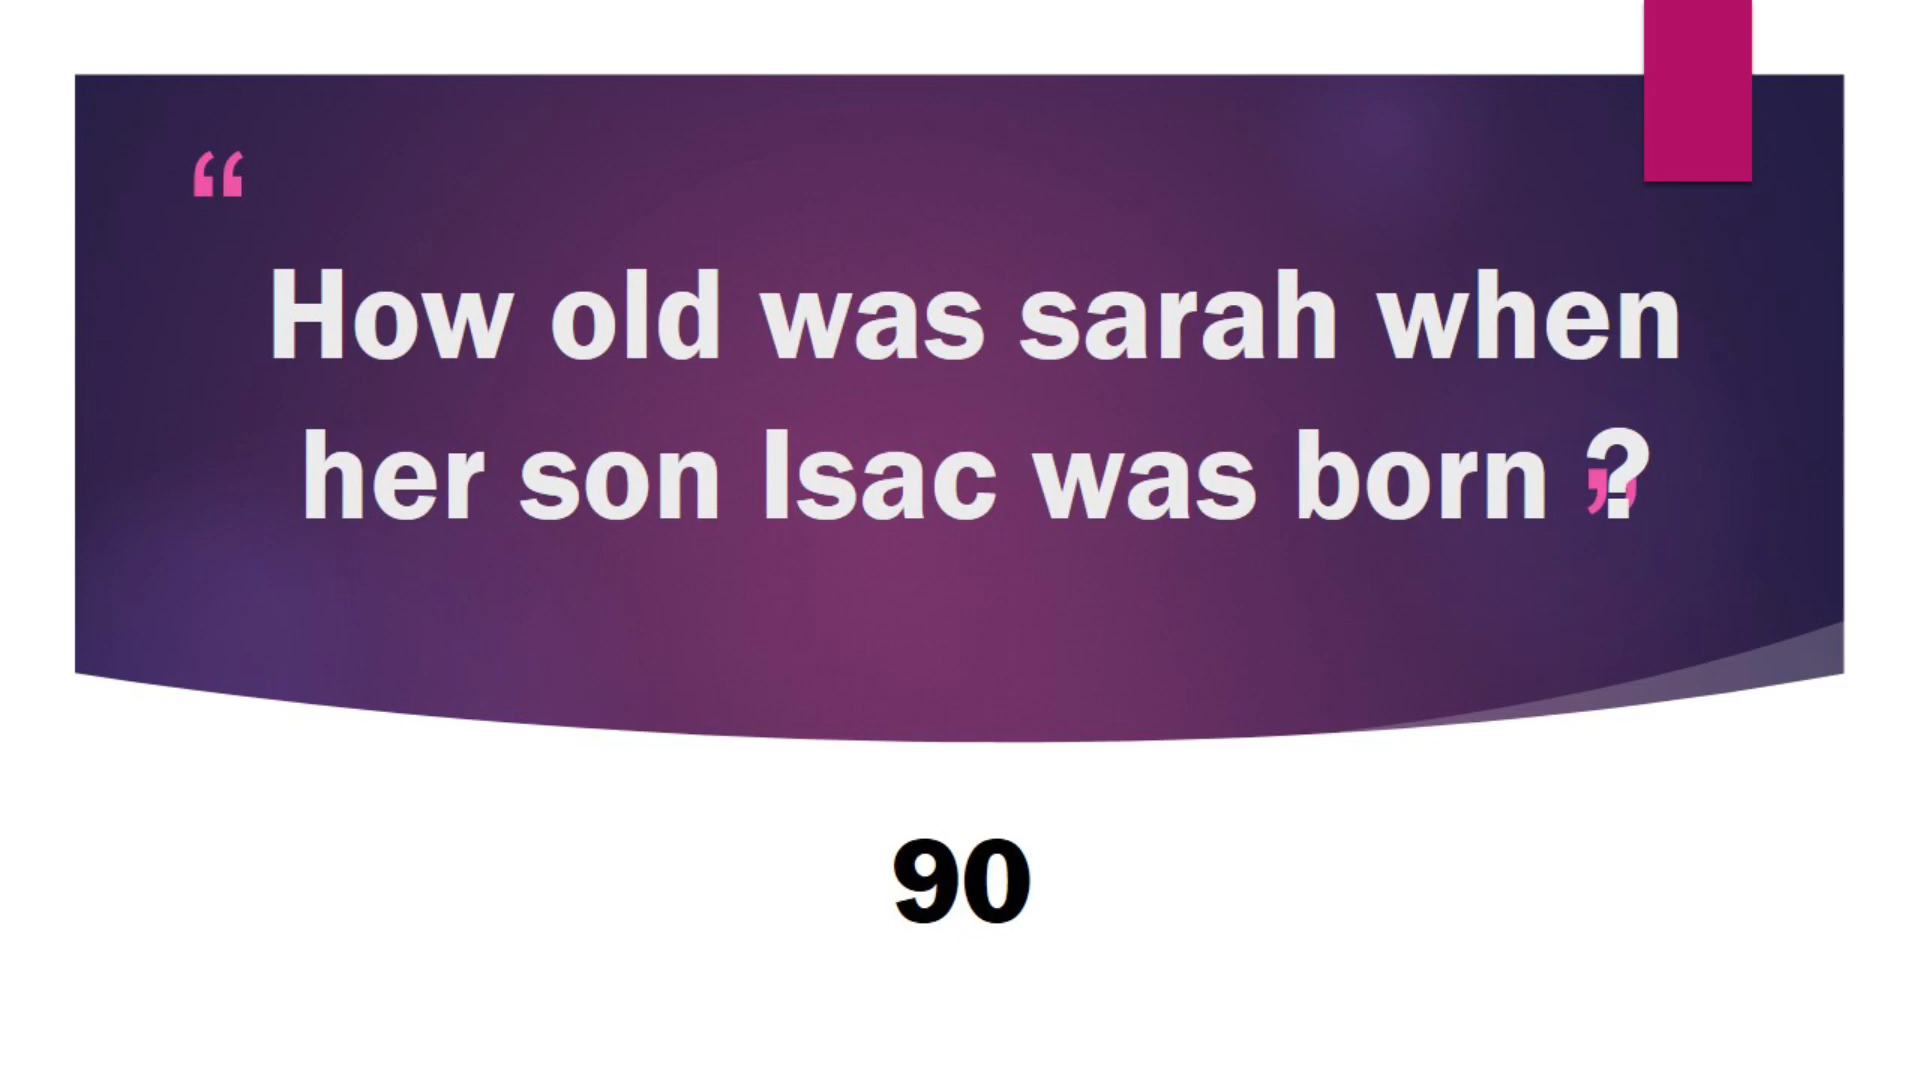 “
How old was sarah when
her son Isac was born ?
”
90